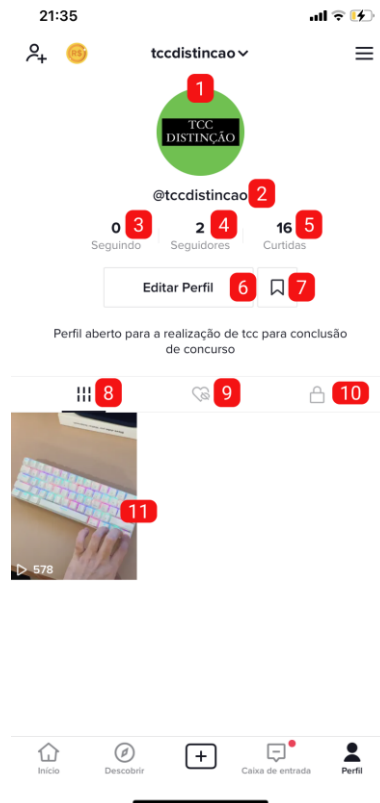 21:35
R$
tccdistincao
1
TCC
DISTINÇÃO
@tccdistincao 2
0 3 2 4 16 5
Seguindo Seguidores Curtidas
Editar Perfil 6 7
Perfil aberto para a realização de tcc para conclusão
de concurso
8 9 10
11
578
Início Descobrir Caixa de entrada Perfil